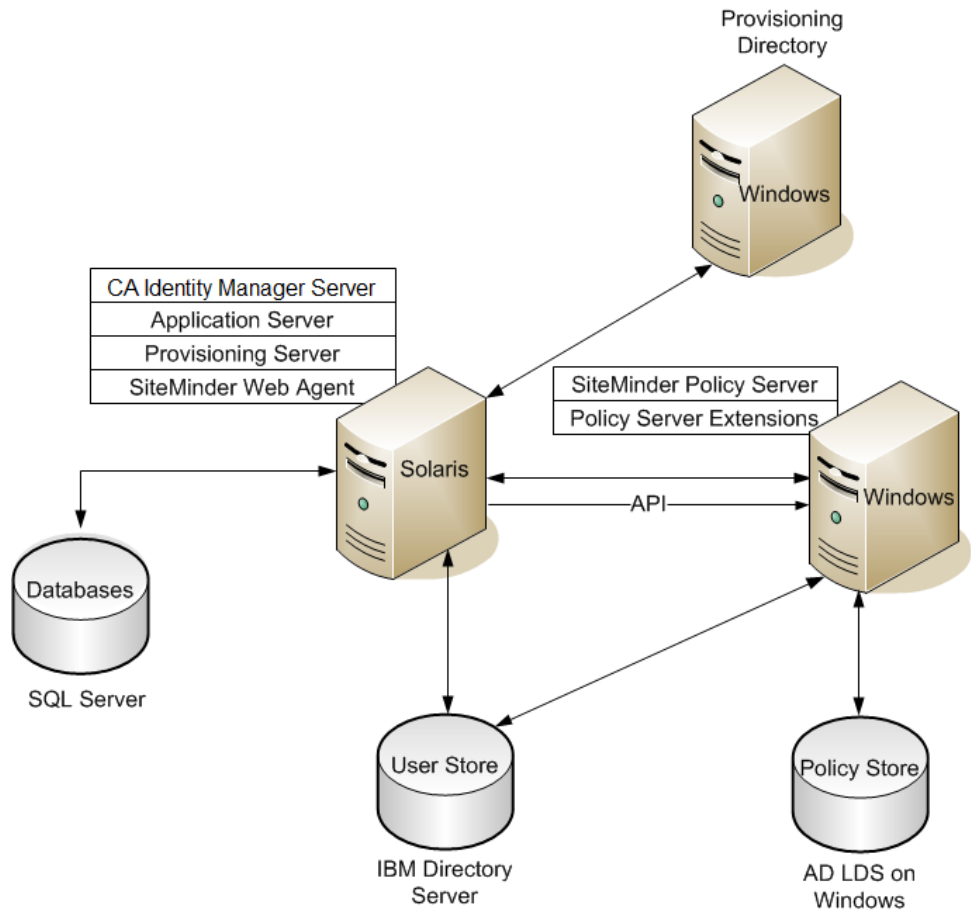 Provisioning
Directory
Windows
CA Identity Manager Server
Application Server
Provisioning Server
SiteMinder Web Agent
SiteMinder Policy Server
Policy Server Extensions
Solaris
Windows
API
Databases
SQL Server
User Store
Policy Store
IBM Directory
Server
AD LDS on
Windows